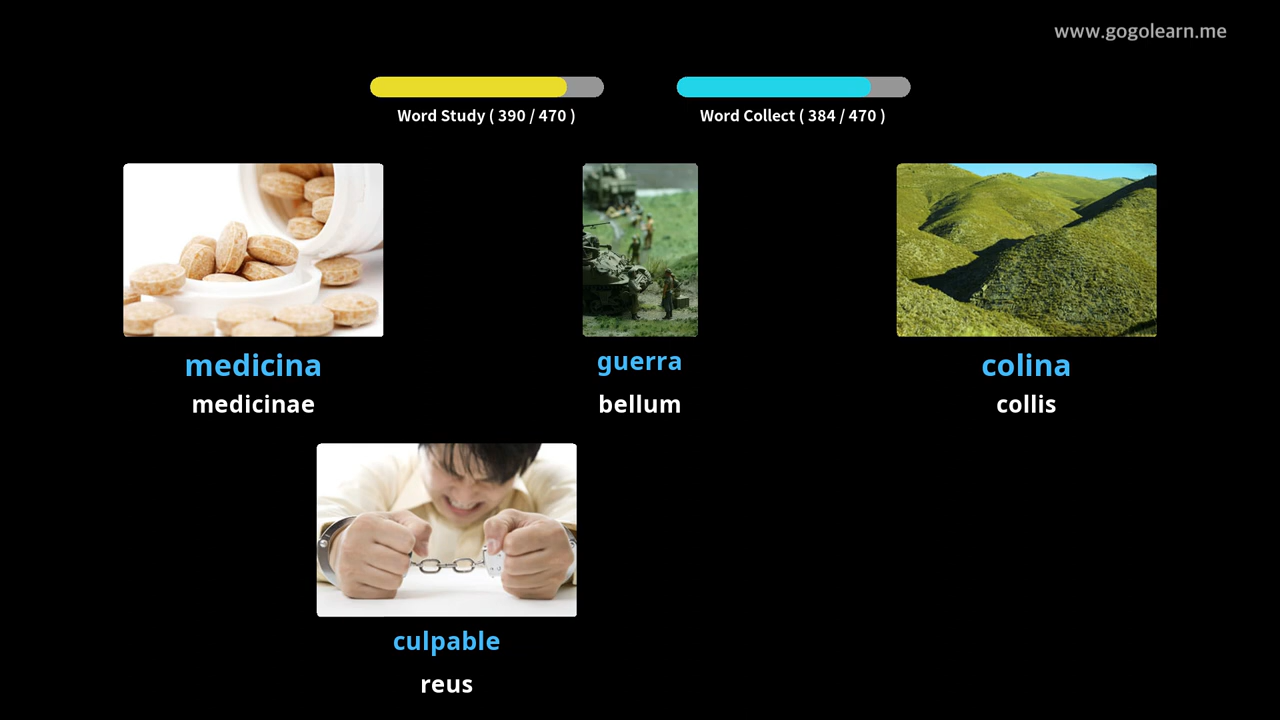 www.gogolearn.me
Word Study ( 390 / 470 )
Word Collect ( 384 / 470 )
medicina
medicinae
guerra
bellum
colina
collis
culpable
reus